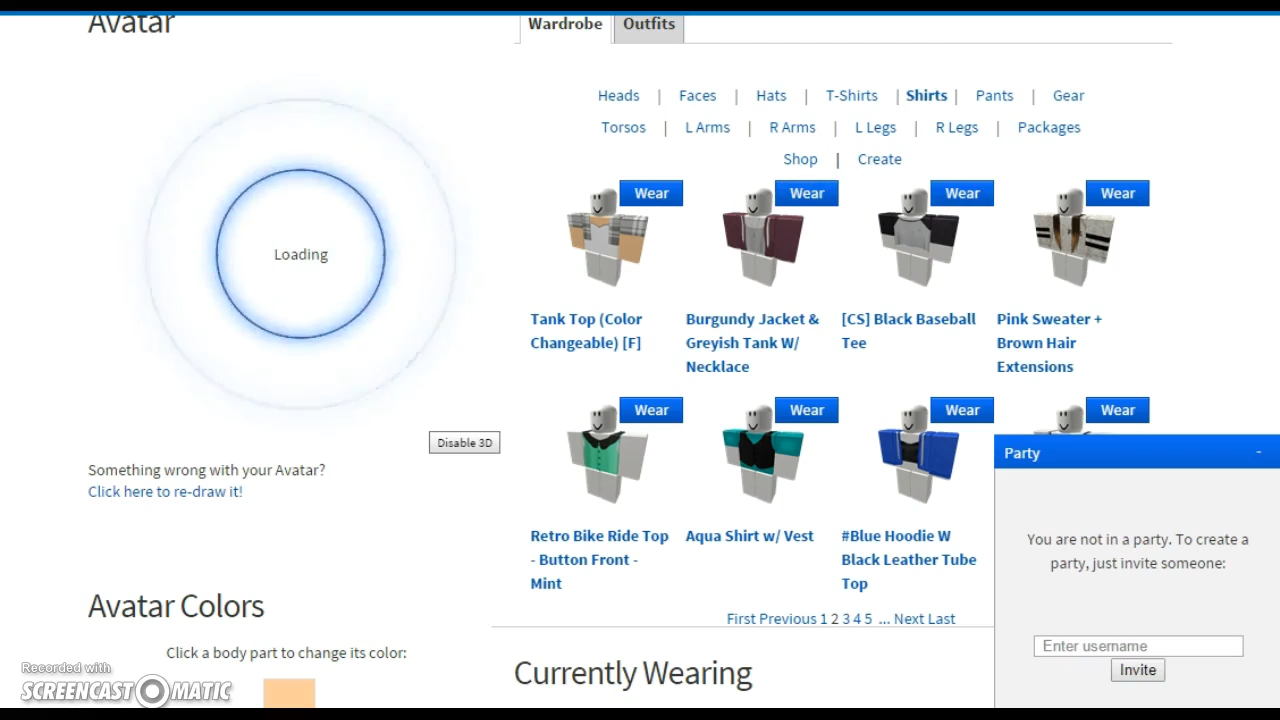 Avatar
Wardrobe Outfits
Heads | Faces | Hats | T-Shirts | Shirts | Pants | Gear
Torsos | L Arms | R Arms | L Legs | R Legs | Packages
Shop | Create
Wear Wear Wear Wear
Loading
Tank Top (Color Changeable) [F]
Burgundy Jacket & Greyish Tank W/ Necklace
[CS] Black Baseball Tee
Pink Sweater + Brown Hair Extensions
Wear Wear Wear Wear
Disable 3D
Something wrong with your Avatar?
Click here to re-draw it!
Retro Bike Ride Top - Button Front - Mint
Aqua Shirt w/ Vest
#Blue Hoodie W Black Leather Tube Top
First Previous 1 2 3 4 5 ... Next Last
Party -
You are not in a party. To create a
party, just invite someone:
Enter username
Invite
Avatar Colors
Click a body part to change its color:
Currently Wearing
Recorded with
SCREENCAST-O-MATIC